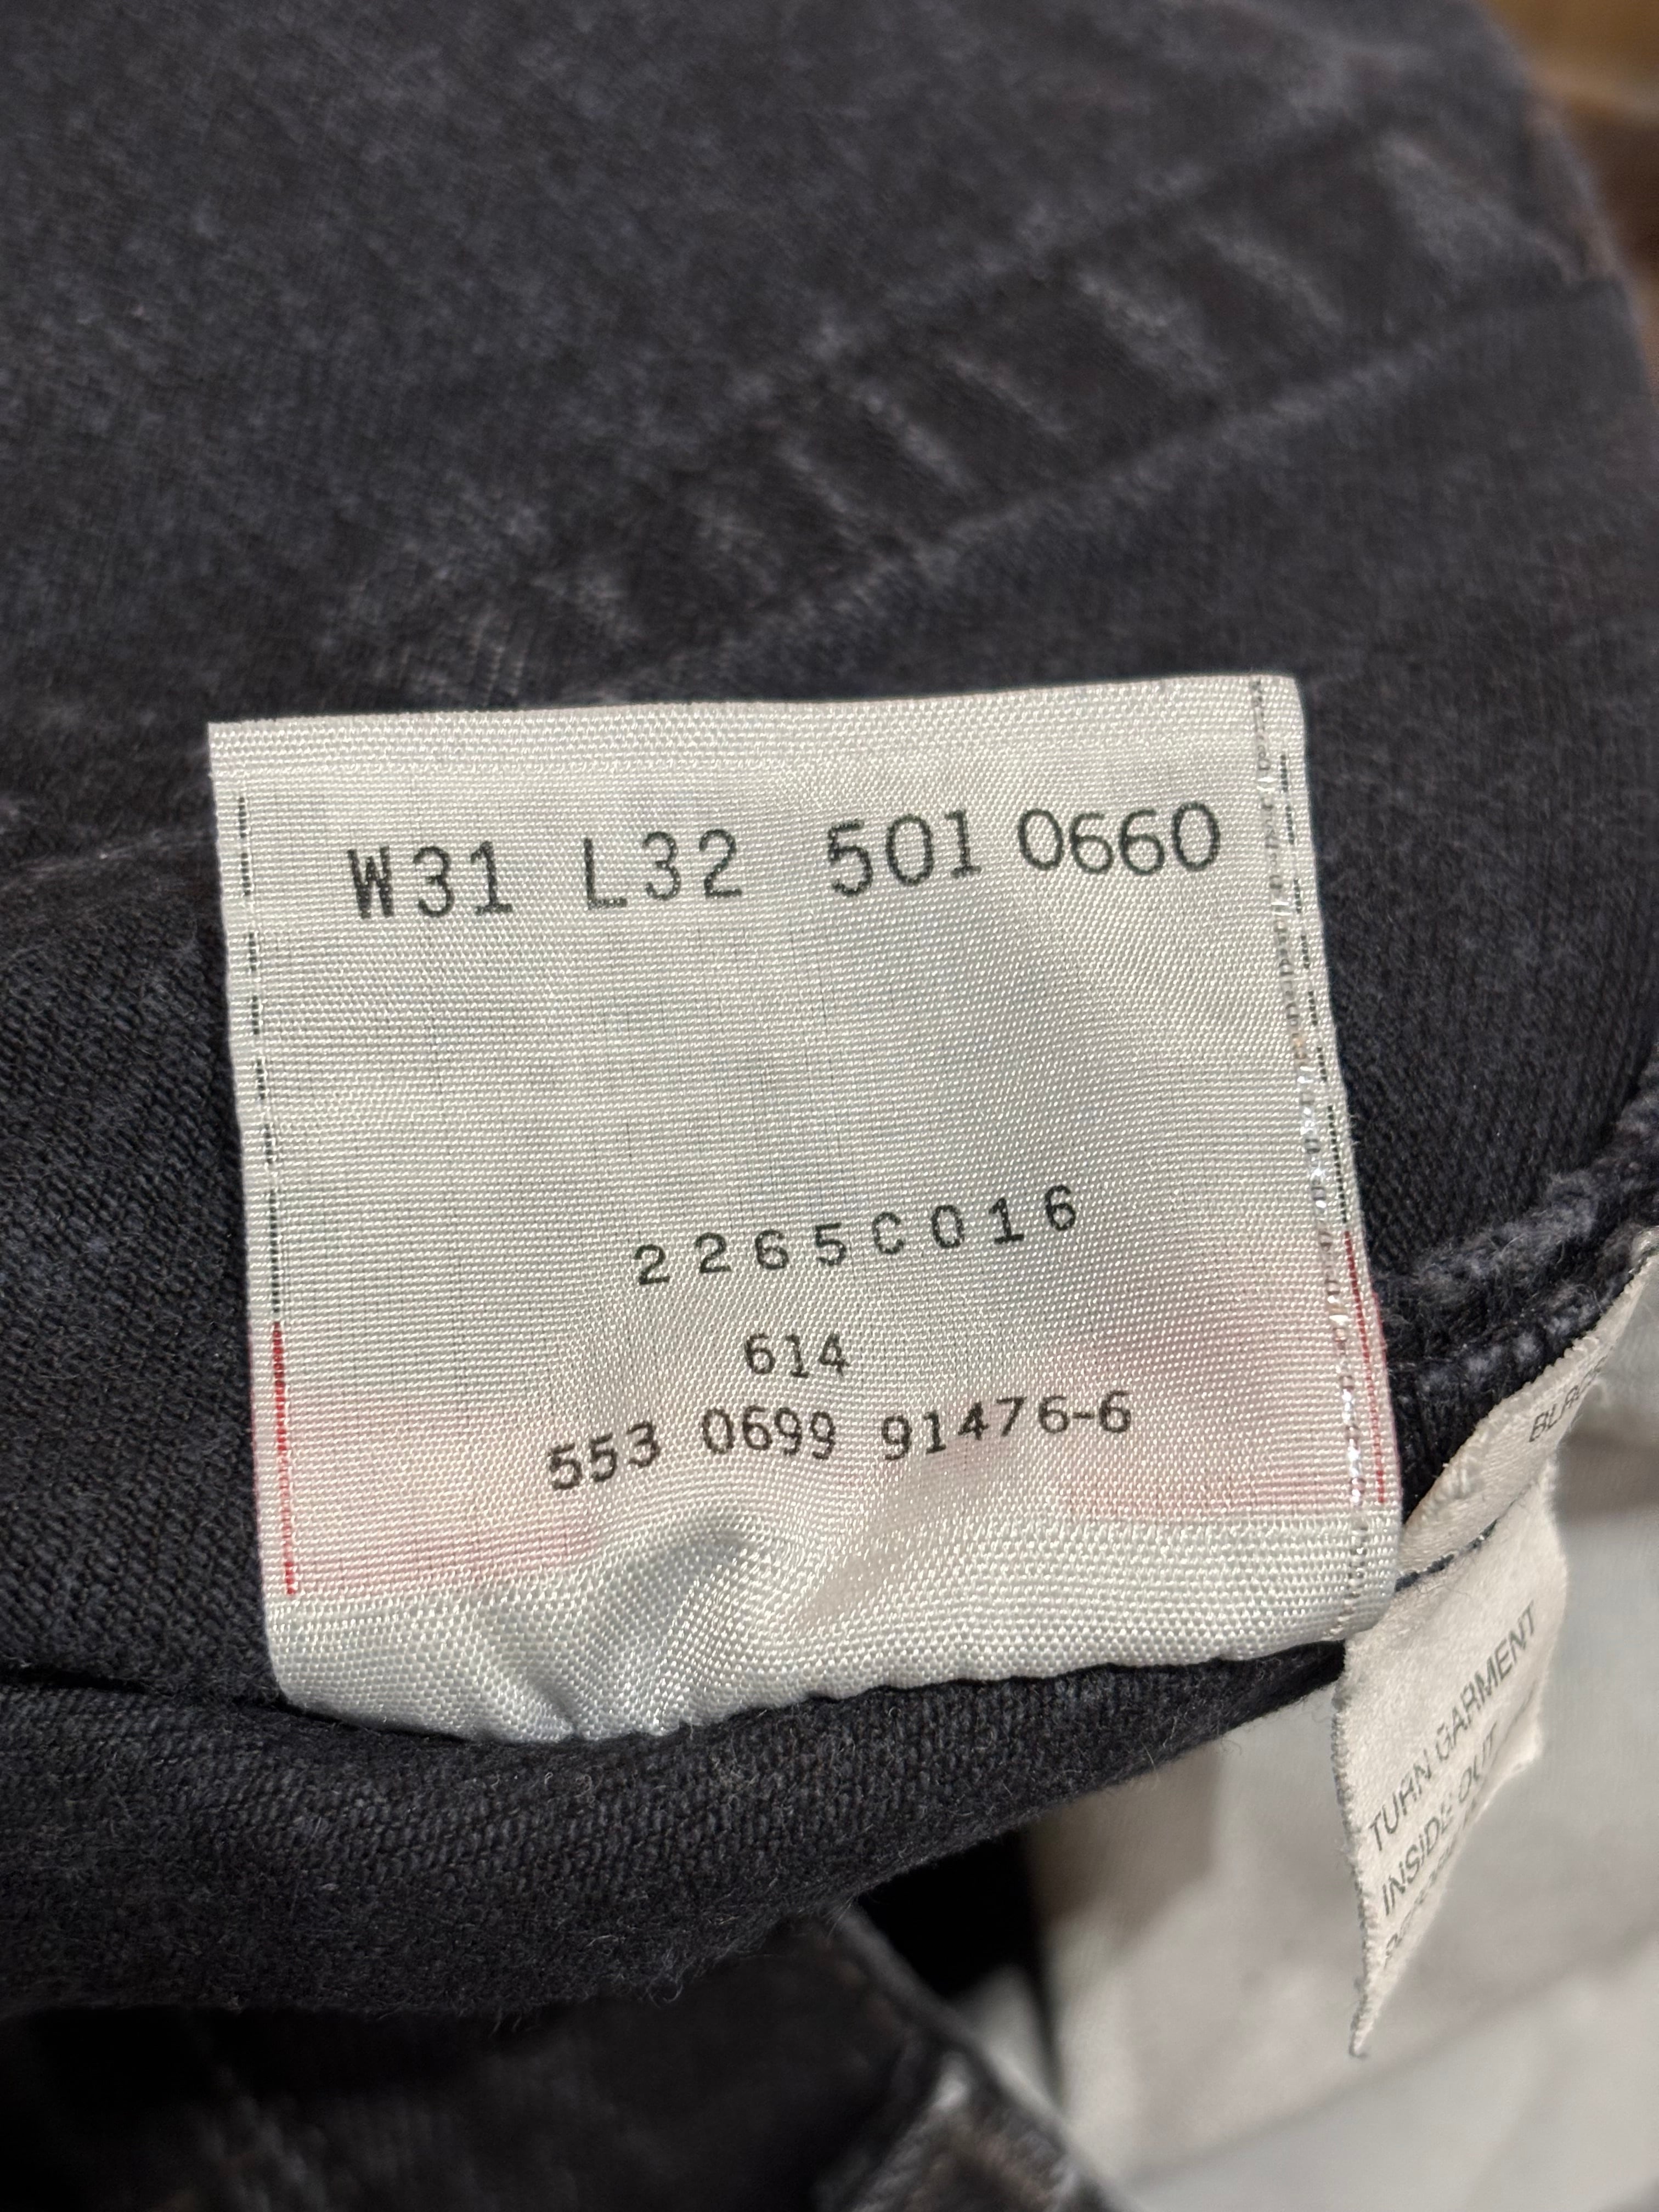 W31 L32 501 0660
2265C016
614
553 0699 91476-6
TURN GARMENT
INSIDE OUT